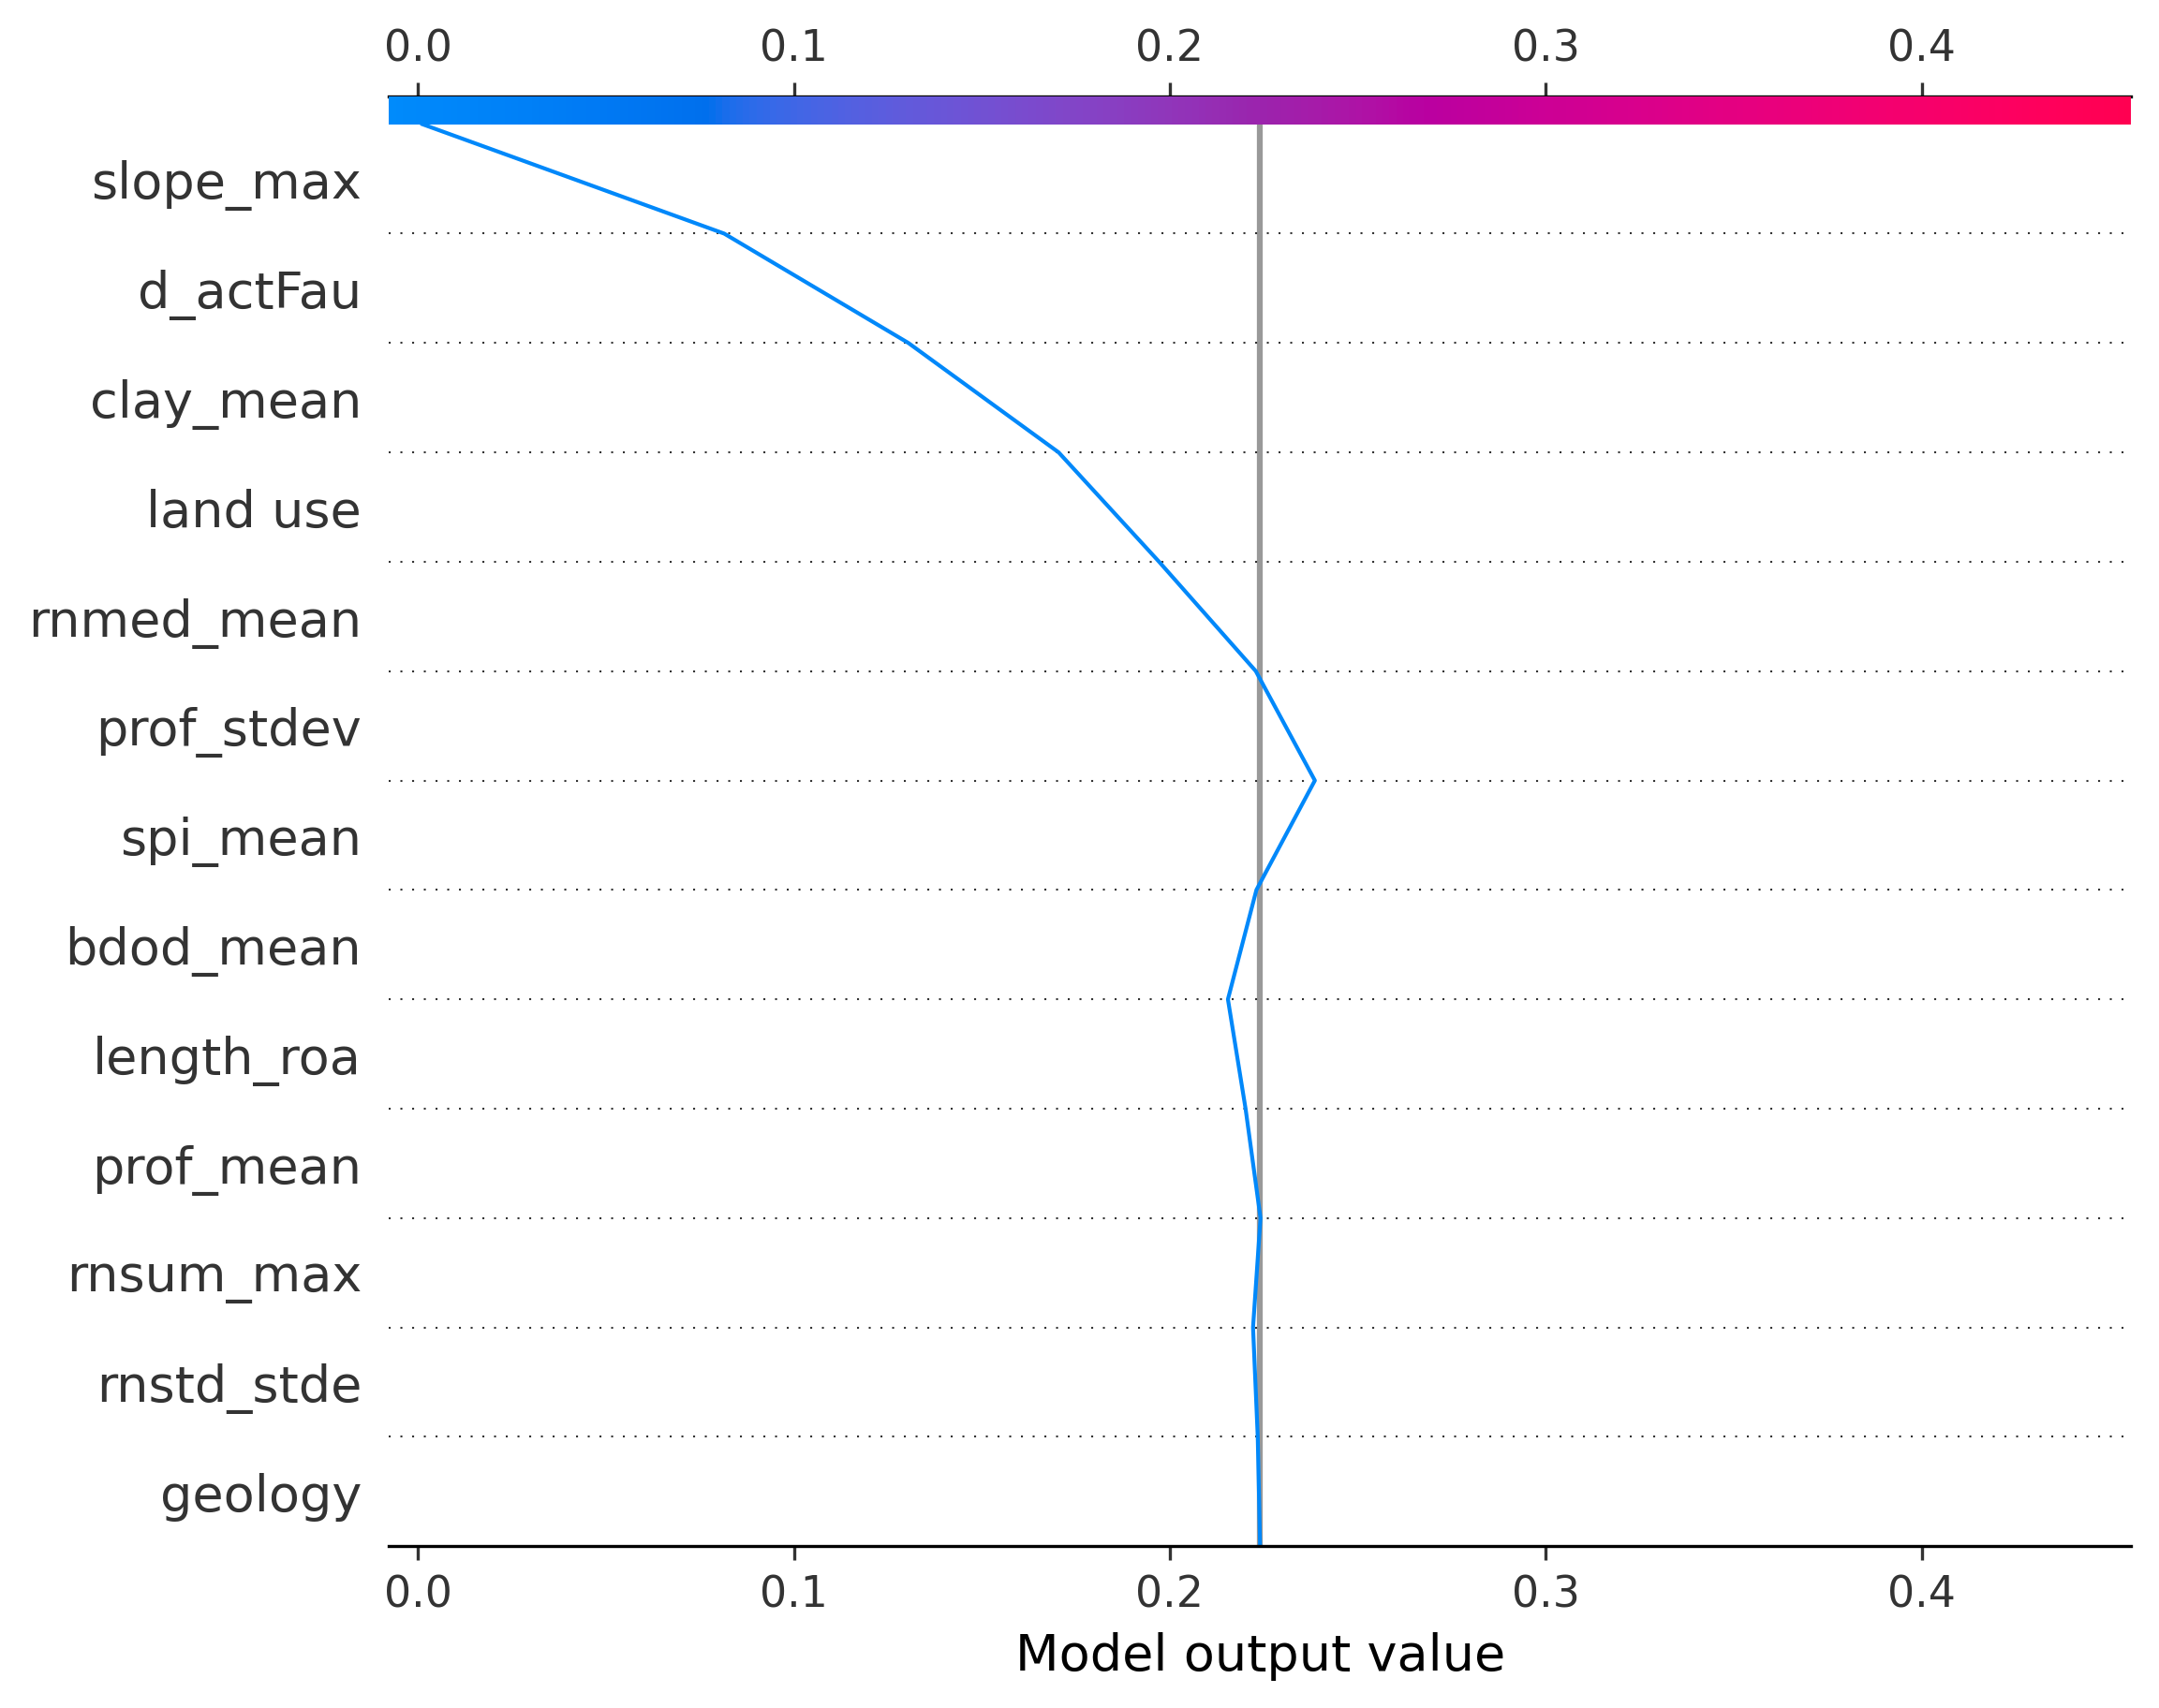 0.0 0.1 0.2 0.3 0.4
slope_max
d_actFau
clay_mean
land use
rnmed_mean
prof_stdev
spi_mean
bdod_mean
length_roa
prof_mean
rnsum_max
rnstd_stde
geology
0.0 0.1 0.2 0.3 0.4
Model output value